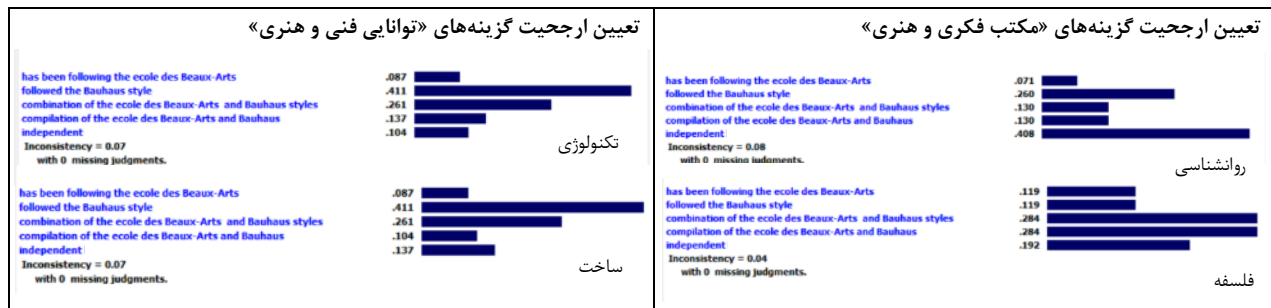 تعیین ارجحیت گزینه‌های «مکتب فکری و هنری»
has been following the ecole des Beaux-Arts .071
followed the Bauhaus style .260
combination of the ecole des Beaux-Arts and Bauhaus styles .130
compilation of the ecole des Beaux-Arts and Bauhaus .130
independent .408
Inconsistency = 0.08
with 0 missing judgments.
روانشناسی
has been following the ecole des Beaux-Arts .119
followed the Bauhaus style .119
combination of the ecole des Beaux-Arts and Bauhaus styles .284
compilation of the ecole des Beaux-Arts and Bauhaus .284
independent .192
Inconsistency = 0.04
with 0 missing judgments.
فلسفه
تعیین ارجحیت گزینه‌های «توانایی فنی و هنری»
has been following the ecole des Beaux-Arts .087
followed the Bauhaus style .411
combination of the ecole des Beaux-Arts and Bauhaus styles .261
compilation of the ecole des Beaux-Arts and Bauhaus .137
independent .104
Inconsistency = 0.07
with 0 missing judgments.
تکنولوژی
has been following the ecole des Beaux-Arts .087
followed the Bauhaus style .411
combination of the ecole des Beaux-Arts and Bauhaus styles .261
compilation of the ecole des Beaux-Arts and Bauhaus .104
independent .137
Inconsistency = 0.07
with 0 missing judgments.
ساخت